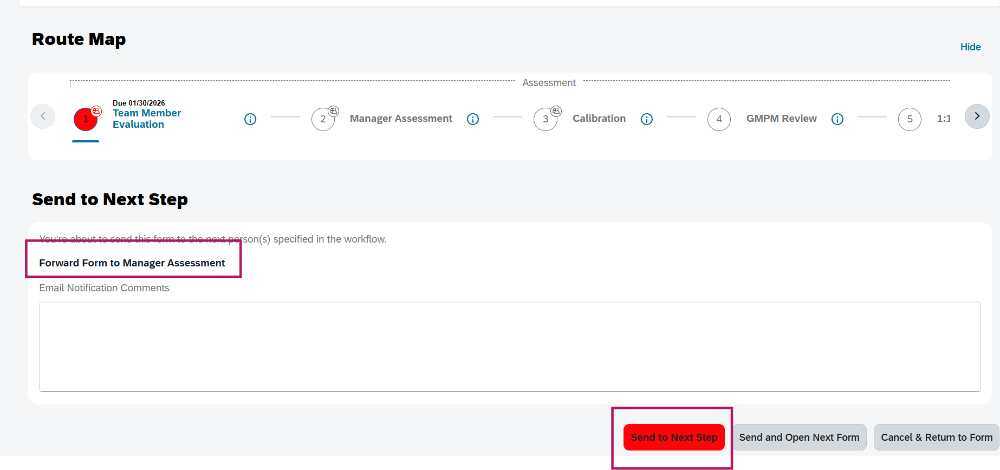 Route Map
Hide
Assessment
Due 01/30/2026
1
Team Member
Evaluation
2
Manager Assessment
3
Calibration
4
GMPM Review
5
1:1
Send to Next Step
You're about to send this form to the next person(s) specified in the workflow.
Forward Form to Manager Assessment
Email Notification Comments
Send to Next Step
Send and Open Next Form
Cancel & Return to Form